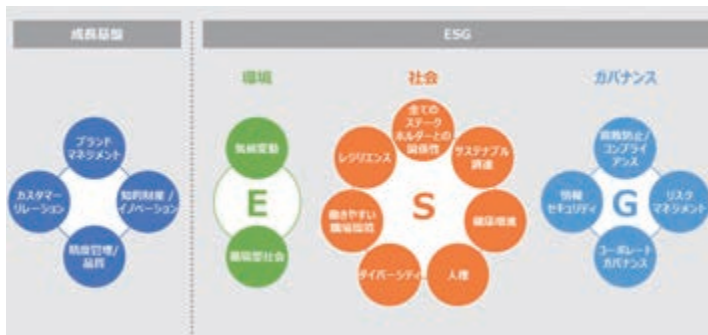 成長基盤
ESG
環境
社会
ガバナンス
ブランド
マネジメント
カスタマー
リレーション
知的財産/
イノベーション
精度管理/
品質
気候変動
E
循環型社会
全ての
ステーク
ホルダーとの
関係性
レジリエンス
サステナブル
調達
働きやすい
職場環境
S
健康増進
ダイバーシティ
人権
腐敗防止/
コンプライ
アンス
情報
セキュリティ
G
リスク
マネジメント
コーポレート
ガバナンス